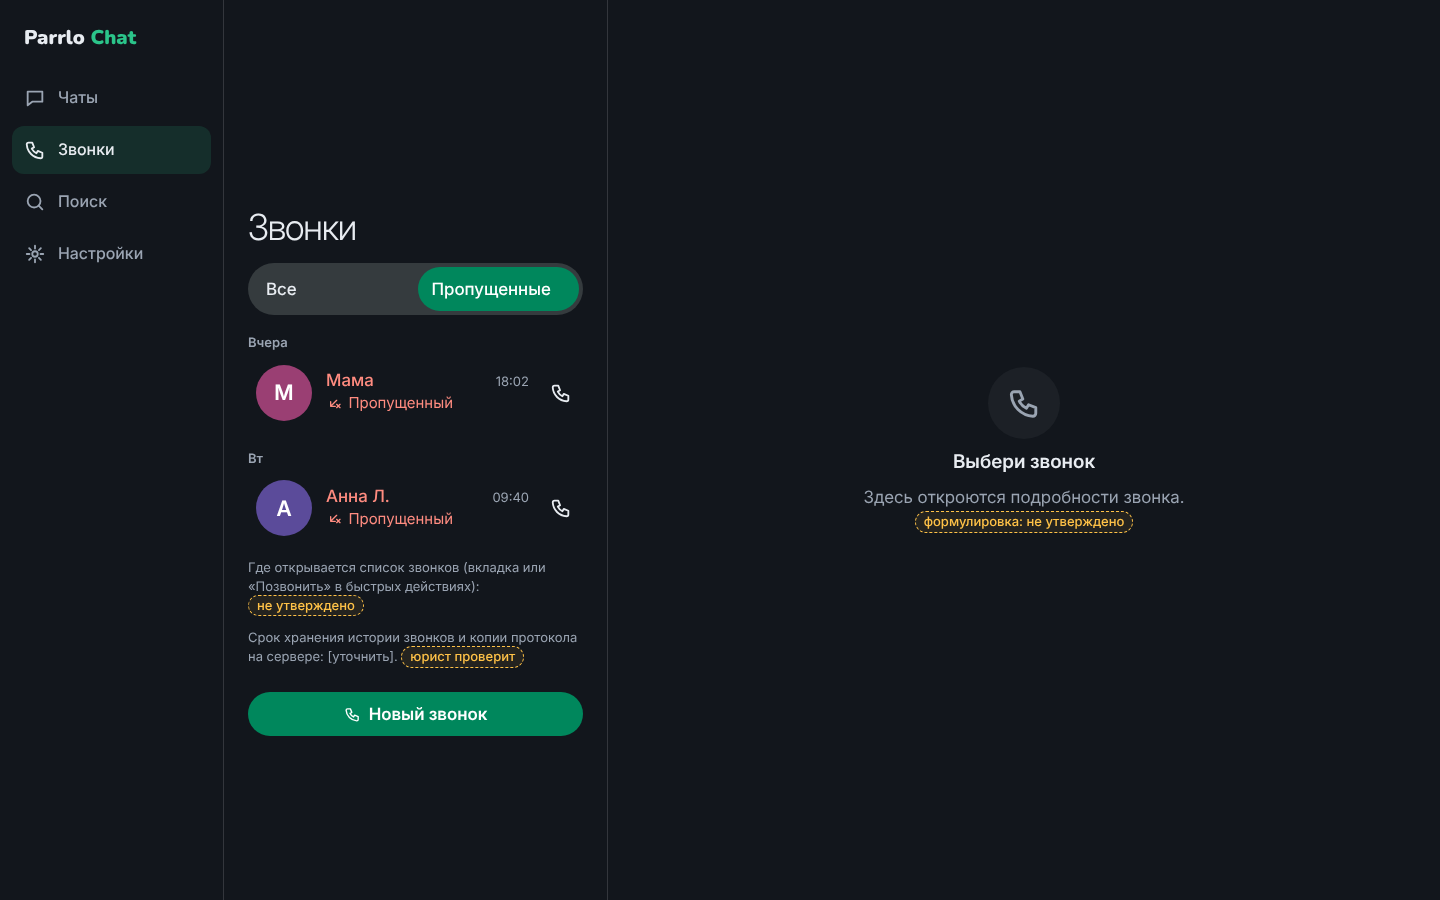 Parrlo Chat
Чаты
Звонки
Поиск
Настройки
Звонки
Все
Пропущенные
Вчера
М
Мама
18:02
Пропущенный
Вт
А
Анна Л.
09:40
Пропущенный
Где открывается список звонков (вкладка или
«Позвонить» в быстрых действиях):
не утверждено
Срок хранения истории звонков и копии протокола
на сервере: [уточнить]. юрист проверит
Новый звонок
Выбери звонок
Здесь откроются подробности звонка.
формулировка: не утверждено